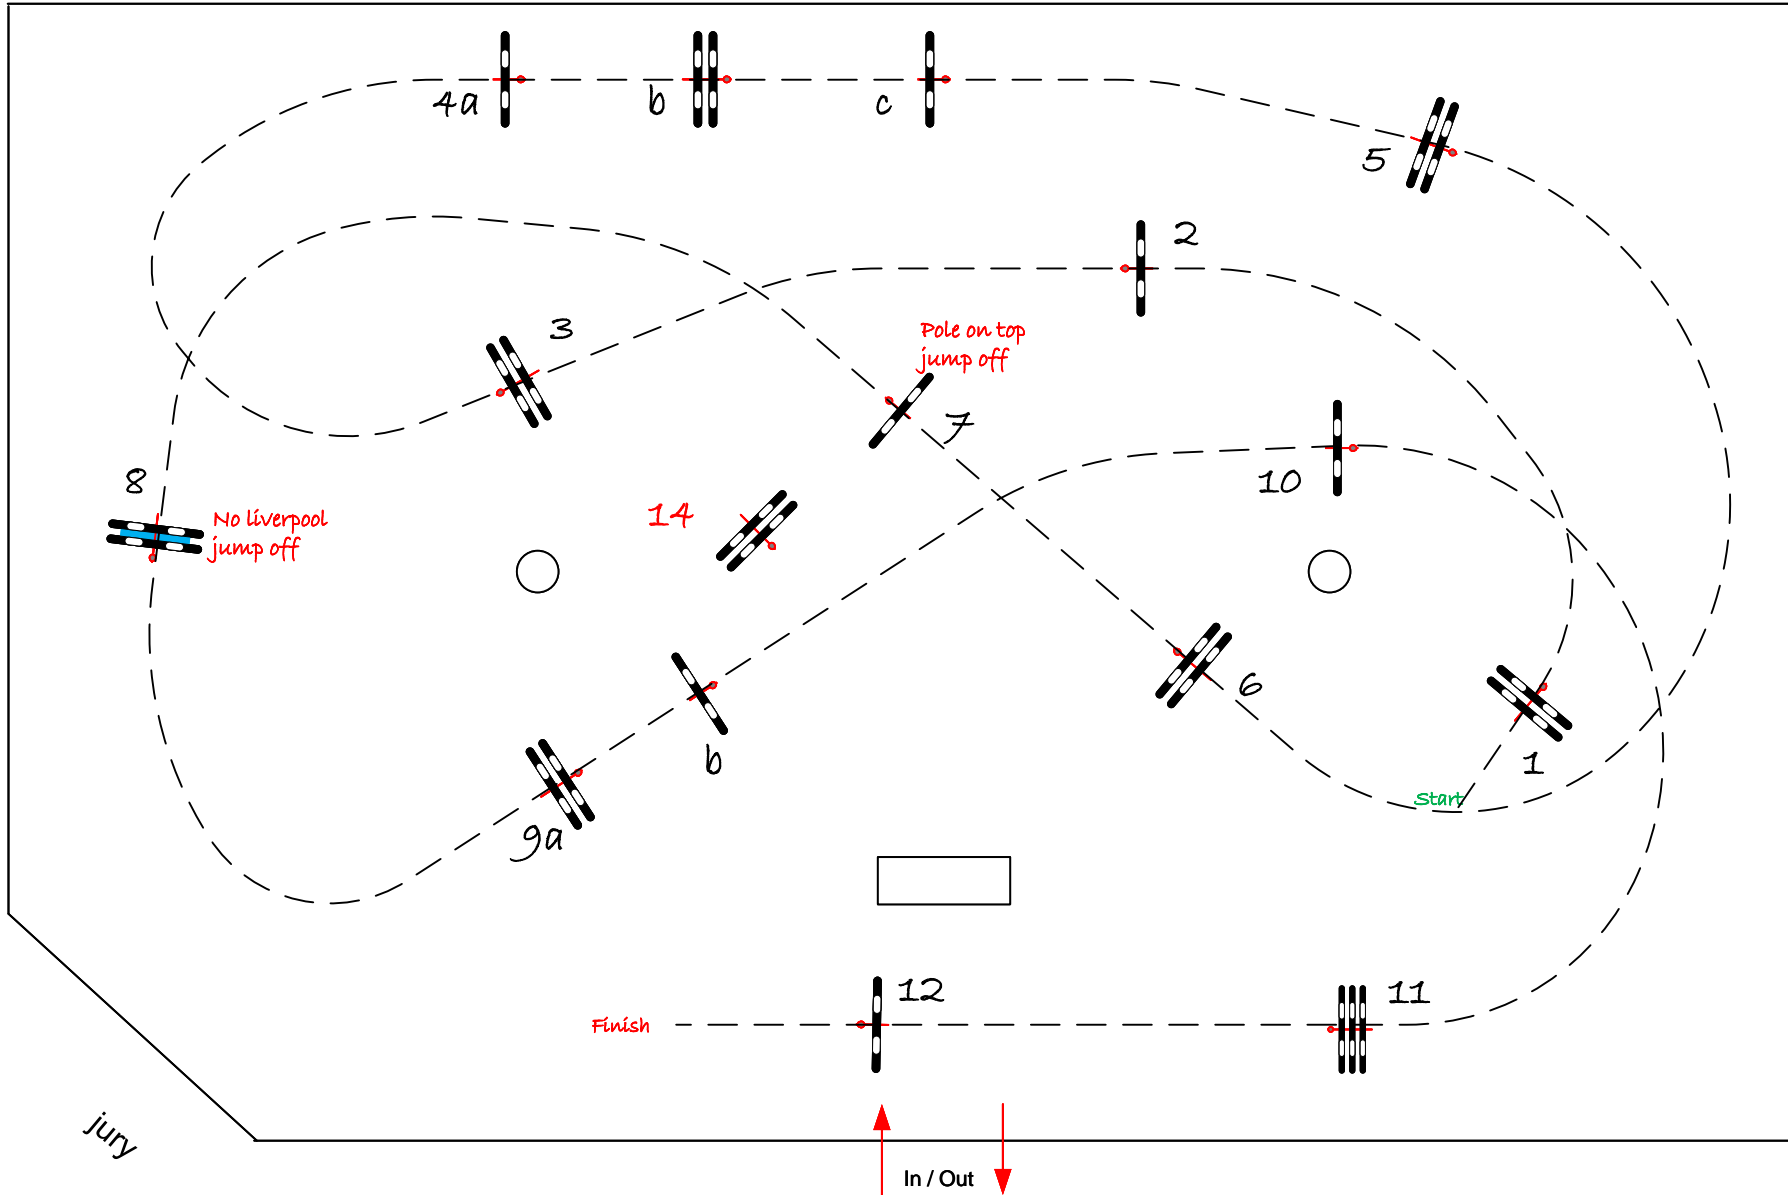 4a
b
c
5
2
3
Pole on top
jump off
7
10
8
No liverpool
jump off
14
6
1
Start
b
9a
12
11
Finish
jury
In / Out